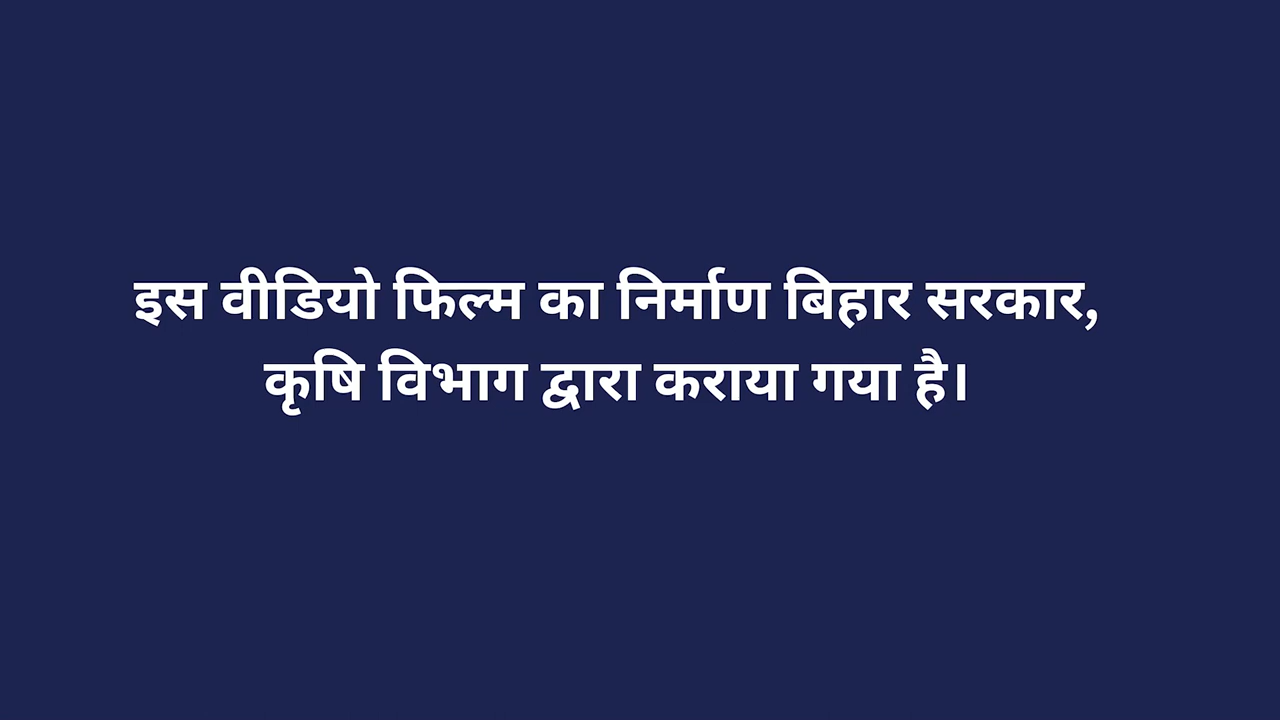 इस वीडियो फिल्म का निर्माण बिहार सरकार,
कृषि विभाग द्वारा कराया गया है।